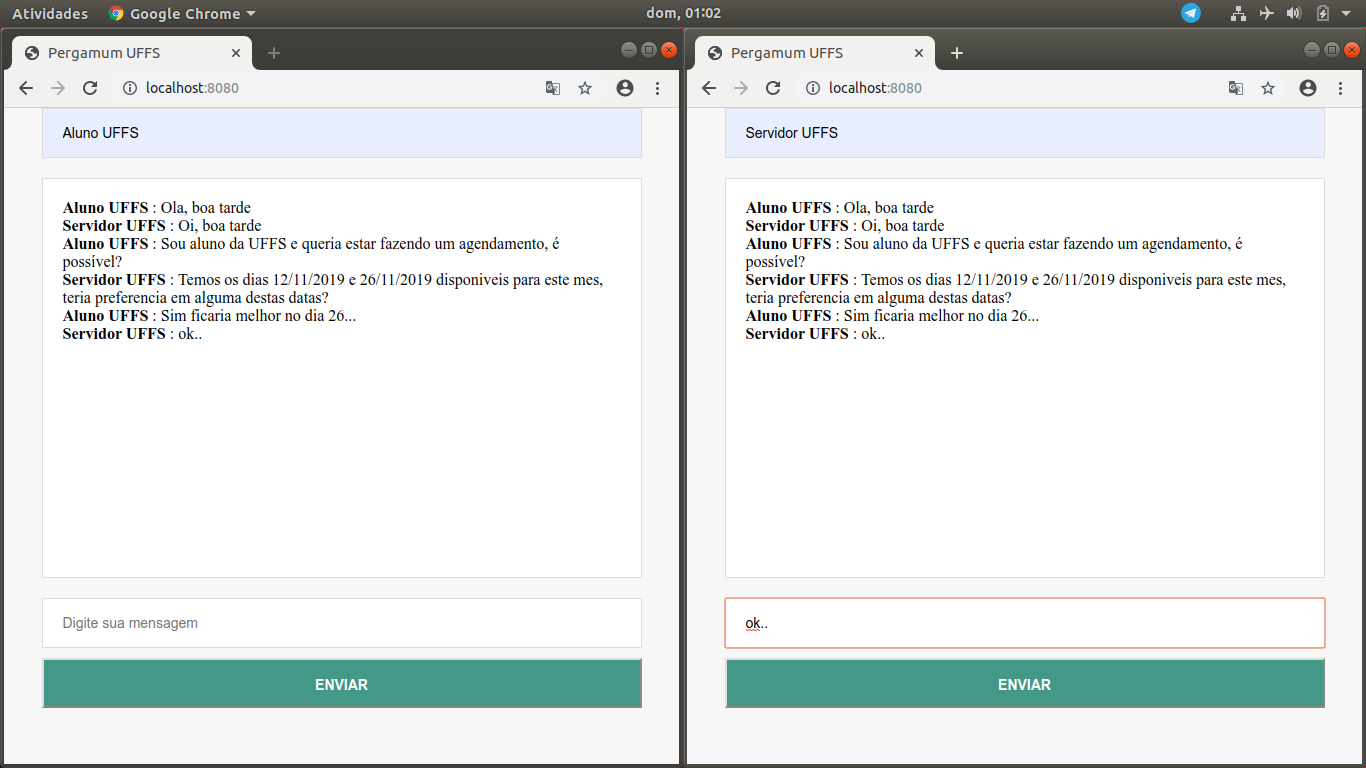 Atividades Google Chrome dom, 01:02
Pergamum UFFS
localhost:8080
Aluno UFFS
Aluno UFFS : Ola, boa tarde
Servidor UFFS : Oi, boa tarde
Aluno UFFS : Sou aluno da UFFS e queria estar fazendo um agendamento, é
possível?
Servidor UFFS : Temos os dias 12/11/2019 e 26/11/2019 disponiveis para este mes,
teria preferencia em alguma destas datas?
Aluno UFFS : Sim ficaria melhor no dia 26...
Servidor UFFS : ok..
Digite sua mensagem
ENVIAR
Pergamum UFFS
localhost:8080
Servidor UFFS
Aluno UFFS : Ola, boa tarde
Servidor UFFS : Oi, boa tarde
Aluno UFFS : Sou aluno da UFFS e queria estar fazendo um agendamento, é
possível?
Servidor UFFS : Temos os dias 12/11/2019 e 26/11/2019 disponiveis para este mes,
teria preferencia em alguma destas datas?
Aluno UFFS : Sim ficaria melhor no dia 26...
Servidor UFFS : ok..
ok..
ENVIAR